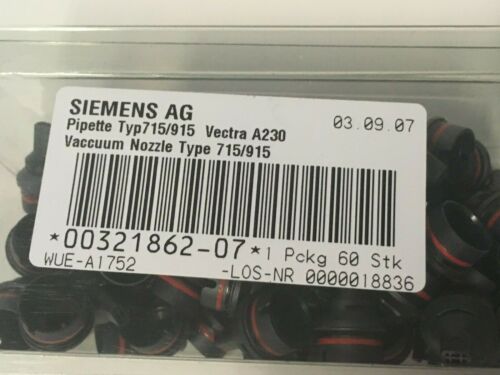 SIEMENS AG
03.09.07
Pipette Typ715/915 Vectra A230
Vaccuum Nozzle Type 715/915
*00321862-07*1 Pckg 60 Stk
WUE-A1752 -LOS-NR 0000018836